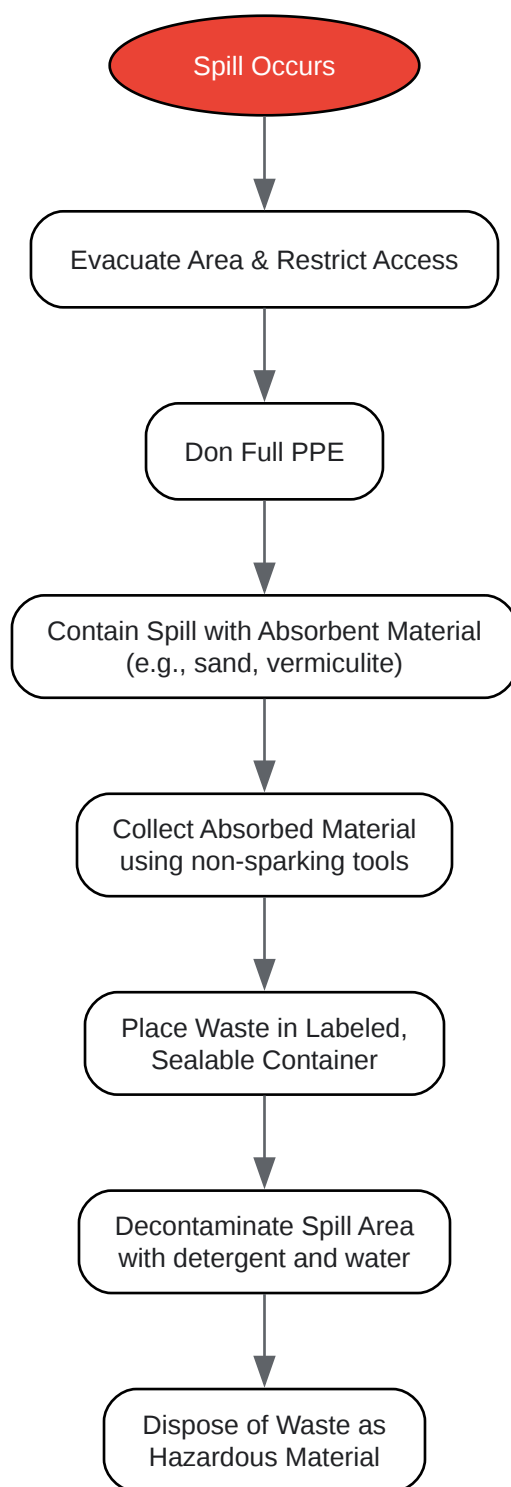 Spill Occurs
Evacuate Area & Restrict Access
Don Full PPE
Contain Spill with Absorbent Material
(e.g., sand, vermiculite)
Collect Absorbed Material
using non-sparking tools
Place Waste in Labeled,
Sealable Container
Decontaminate Spill Area
with detergent and water
Dispose of Waste as
Hazardous Material